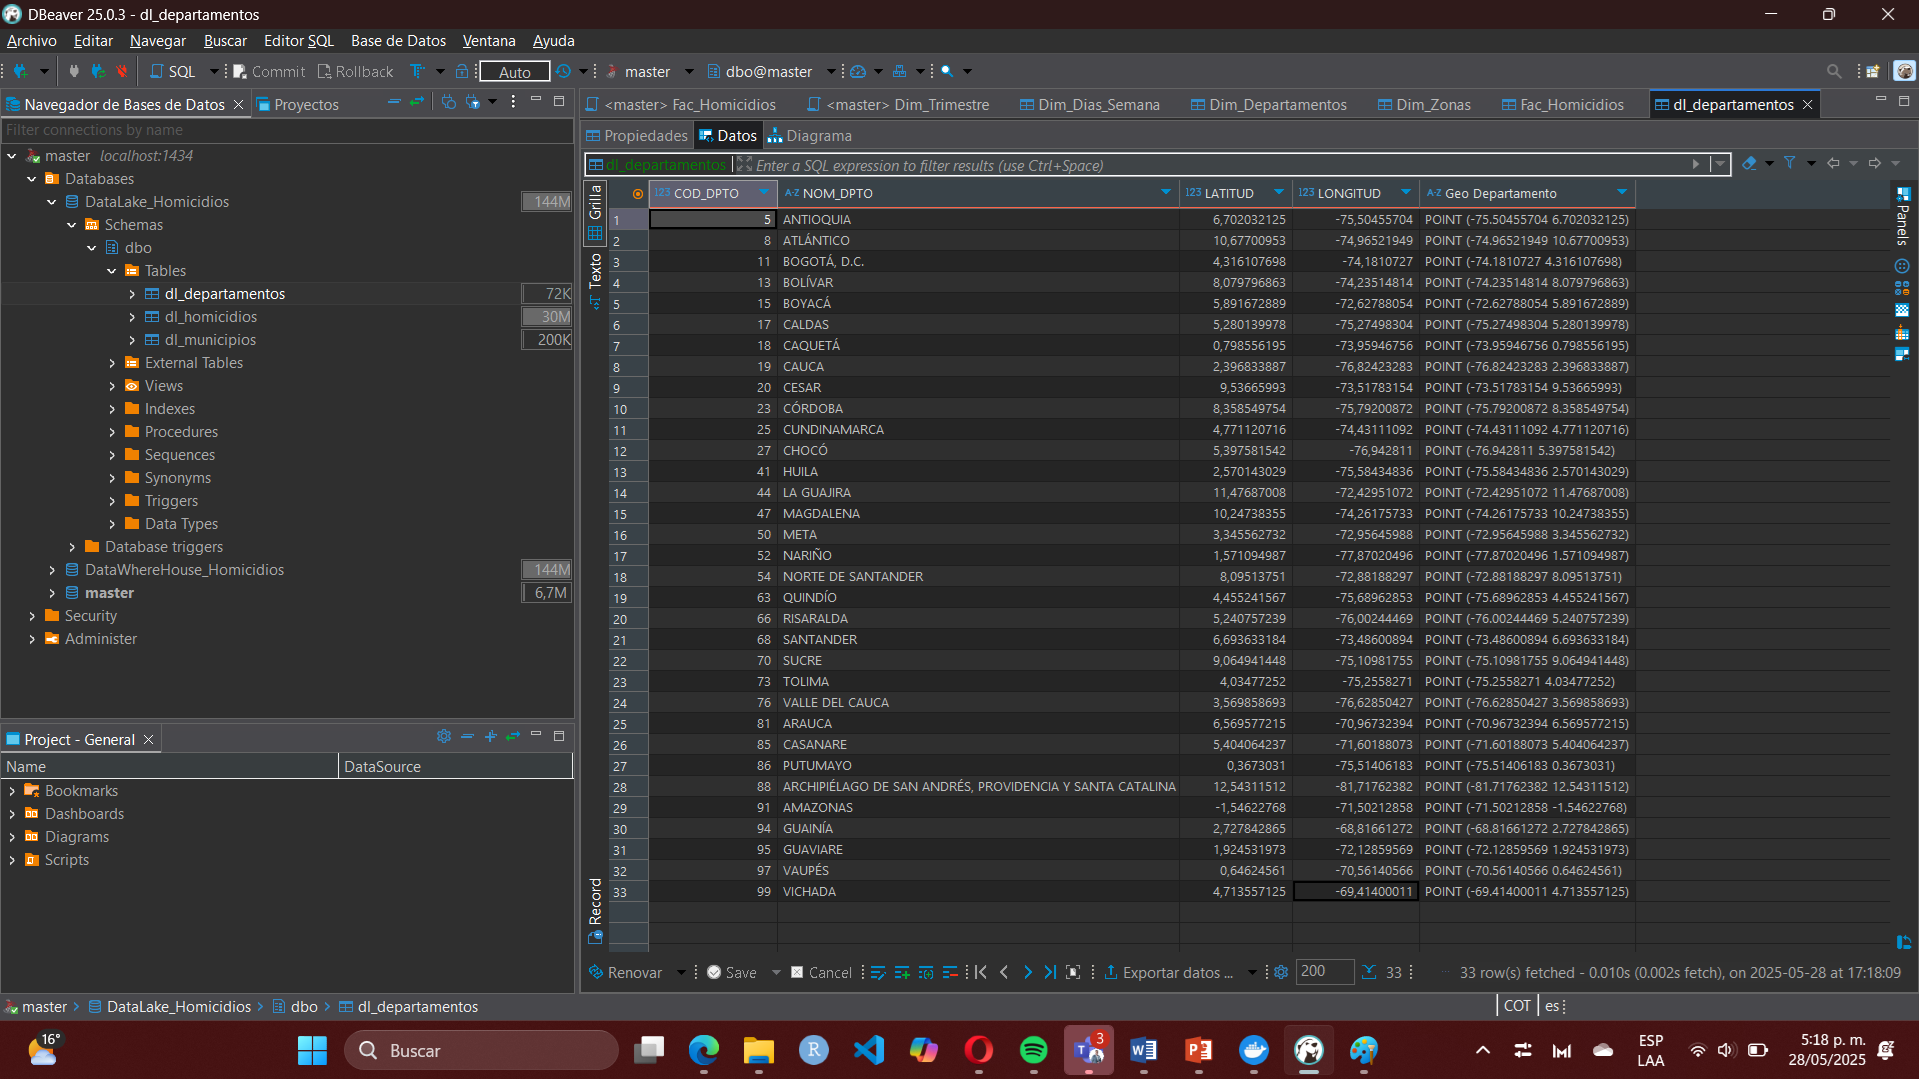 DBeaver 25.0.3 - dl_departamentos
Archivo Editar Navegar Buscar Editor SQL Base de Datos Ventana Ayuda
SQL Commit Rollback Auto master dbo@master
Navegador de Bases de Datos Proyectos
Filter connections by name
master localhost:1434
Databases
DataLake_Homicidios 144M
Schemas
dbo
Tables
dl_departamentos 72K
dl_homicidios 30M
dl_municipios 200K
External Tables
Views
Indexes
Procedures
Sequences
Synonyms
Triggers
Data Types
Database triggers
DataWhereHouse_Homicidios 144M
master 6,7M
Security
Administer
Project - General
Name DataSource
Bookmarks
Dashboards
Diagrams
Scripts
<master> Fac_Homicidios <master> Dim_Trimestre Dim_Dias_Semana Dim_Departamentos Dim_Zonas Fac_Homicidios dl_departamentos
Propiedades Datos Diagrama
dl_departamentos Enter a SQL expression to filter results (use Ctrl+Space)
Grilla
Texto
Record
Panels
123 COD_DPTO A-Z NOM_DPTO 123 LATITUD 123 LONGITUD A-Z Geo Departamento
1 5 ANTIOQUIA 6,702032125 -75,50455704 POINT (-75.50455704 6.702032125)
2 8 ATLÁNTICO 10,67700953 -74,96521949 POINT (-74.96521949 10.67700953)
3 11 BOGOTÁ, D.C. 4,316107698 -74,1810727 POINT (-74.1810727 4.316107698)
4 13 BOLÍVAR 8,079796863 -74,23514814 POINT (-74.23514814 8.079796863)
5 15 BOYACÁ 5,891672889 -72,62788054 POINT (-72.62788054 5.891672889)
6 17 CALDAS 5,280139978 -75,27498304 POINT (-75.27498304 5.280139978)
7 18 CAQUETÁ 0,798556195 -73,95946756 POINT (-73.95946756 0.798556195)
8 19 CAUCA 2,396833887 -76,82423283 POINT (-76.82423283 2.396833887)
9 20 CESAR 9,53665993 -73,51783154 POINT (-73.51783154 9.53665993)
10 23 CÓRDOBA 8,358549754 -75,79200872 POINT (-75.79200872 8.358549754)
11 25 CUNDINAMARCA 4,771120716 -74,43111092 POINT (-74.43111092 4.771120716)
12 27 CHOCÓ 5,397581542 -76,942811 POINT (-76.942811 5.397581542)
13 41 HUILA 2,570143029 -75,58434836 POINT (-75.58434836 2.570143029)
14 44 LA GUAJIRA 11,47687008 -72,42951072 POINT (-72.42951072 11.47687008)
15 47 MAGDALENA 10,24738355 -74,26175733 POINT (-74.26175733 10.24738355)
16 50 META 3,345562732 -72,95645988 POINT (-72.95645988 3.345562732)
17 52 NARIÑO 1,571094987 -77,87020496 POINT (-77.87020496 1.571094987)
18 54 NORTE DE SANTANDER 8,09513751 -72,88188297 POINT (-72.88188297 8.09513751)
19 63 QUINDÍO 4,455241567 -75,68962853 POINT (-75.68962853 4.455241567)
20 66 RISARALDA 5,240757239 -76,00244469 POINT (-76.00244469 5.240757239)
21 68 SANTANDER 6,693633184 -73,48600894 POINT (-73.48600894 6.693633184)
22 70 SUCRE 9,064941448 -75,10981755 POINT (-75.10981755 9.064941448)
23 73 TOLIMA 4,03477252 -75,2558271 POINT (-75.2558271 4.03477252)
24 76 VALLE DEL CAUCA 3,569858693 -76,62850427 POINT (-76.62850427 3.569858693)
25 81 ARAUCA 6,569577215 -70,96732394 POINT (-70.96732394 6.569577215)
26 85 CASANARE 5,404064237 -71,60188073 POINT (-71.60188073 5.404064237)
27 86 PUTUMAYO 0,3673031 -75,51406183 POINT (-75.51406183 0.3673031)
28 88 ARCHIPIÉLAGO DE SAN ANDRÉS, PROVIDENCIA Y SANTA CATALINA 12,54311512 -81,71762382 POINT (-81.71762382 12.54311512)
29 91 AMAZONAS -1,54622768 -71,50212858 POINT (-71.50212858 -1.54622768)
30 94 GUAINÍA 2,727842865 -68,81661272 POINT (-68.81661272 2.727842865)
31 95 GUAVIARE 1,924531973 -72,12859569 POINT (-72.12859569 1.924531973)
32 97 VAUPÉS 0,64624561 -70,56140566 POINT (-70.56140566 0.64624561)
33 99 VICHADA 4,713557125 -69,41400011 POINT (-69.41400011 4.713557125)
Renovar Save Cancel Exportar datos ... 200 33 33 row(s) fetched - 0.010s (0.002s fetch), on 2025-05-28 at 17:18:09
master DataLake_Homicidios dbo dl_departamentos COT es
16° Buscar 3 ESP LAA 5:18 p. m. 28/05/2025